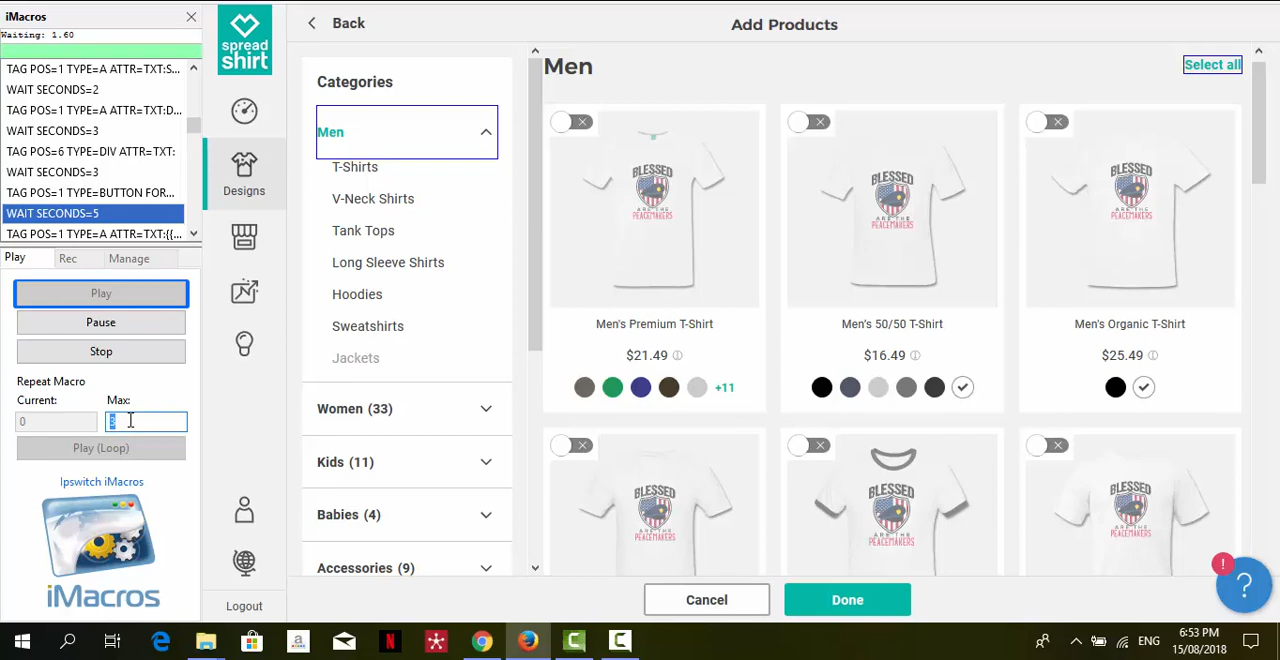 iMacros
Waiting: 1.60
TAG POS=1 TYPE=A ATTR=TXT:S...
WAIT SECONDS=2
TAG POS=1 TYPE=A ATTR=TXT:D...
WAIT SECONDS=3
TAG POS=6 TYPE=DIV ATTR=TXT:
WAIT SECONDS=3
TAG POS=1 TYPE=BUTTON FOR...
WAIT SECONDS=5
TAG POS=1 TYPE=A ATTR=TXT:{{...
Play
Rec
Manage
Play
Pause
Stop
Repeat Macro
Current:
Max:
0
3
Play (Loop)
Ipswitch iMacros
iMacros
spread
shirt
Designs
Logout
Back
Add Products
Categories
Men
T-Shirts
V-Neck Shirts
Tank Tops
Long Sleeve Shirts
Hoodies
Sweatshirts
Jackets
Women (33)
Kids (11)
Babies (4)
Accessories (9)
Men
Select all
BLESSED
ARE THE
PEACEMAKERS
Men's Premium T-Shirt
$21.49
+11
BLESSED
ARE THE
PEACEMAKERS
Men's 50/50 T-Shirt
$16.49
BLESSED
ARE THE
PEACEMAKERS
Men's Organic T-Shirt
$25.49
BLESSED
ARE THE
PEACEMAKERS
BLESSED
ARE THE
PEACEMAKERS
BLESSED
ARE THE
PEACEMAKERS
Cancel
Done
!
?
ENG
6:53 PM
15/08/2018